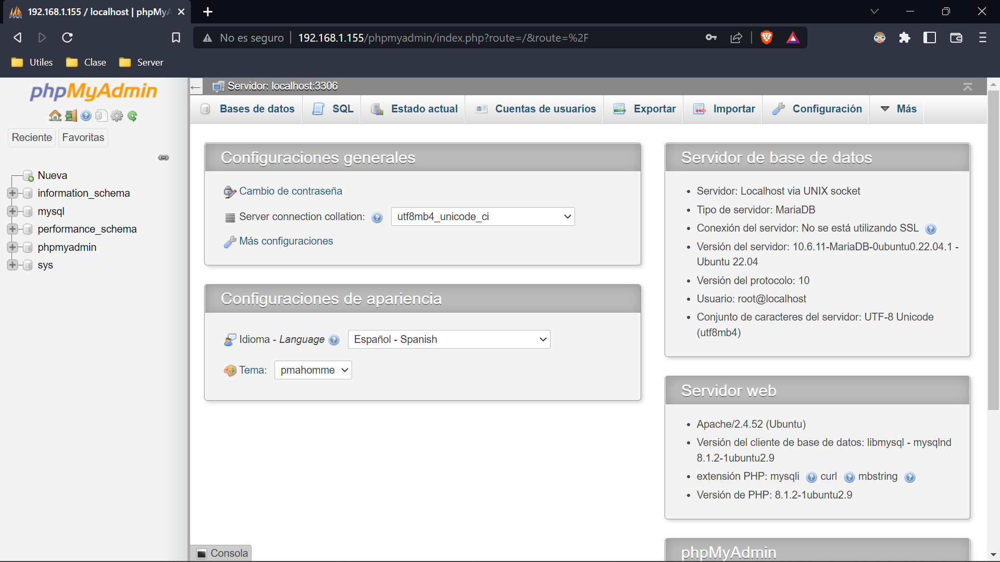 192.168.1.155 / localhost | phpMyA
No es seguro
192.168.1.155/phpmyadmin/index.php?route=/&route=%2F
Utiles
Clase
Server
phpMyAdmin
Reciente
Favoritas
Nueva
information_schema
mysql
performance_schema
phpmyadmin
sys
Servidor: localhost:3306
Bases de datos
SQL
Estado actual
Cuentas de usuarios
Exportar
Importar
Configuración
Más
Configuraciones generales
Cambio de contraseña
Server connection collation:
utf8mb4_unicode_ci
Más configuraciones
Configuraciones de apariencia
Idioma - Language
Español - Spanish
Tema:
pmahomme
Servidor de base de datos
Servidor: Localhost via UNIX socket
Tipo de servidor: MariaDB
Conexión del servidor: No se está utilizando SSL
Versión del servidor: 10.6.11-MariaDB-0ubuntu0.22.04.1 -
Ubuntu 22.04
Versión del protocolo: 10
Usuario: root@localhost
Conjunto de caracteres del servidor: UTF-8 Unicode
(utf8mb4)
Servidor web
Apache/2.4.52 (Ubuntu)
Versión del cliente de base de datos: libmysql - mysqlnd
8.1.2-1ubuntu2.9
extensión PHP: mysqli curl mbstring
Versión de PHP: 8.1.2-1ubuntu2.9
phpMyAdmin
Consola